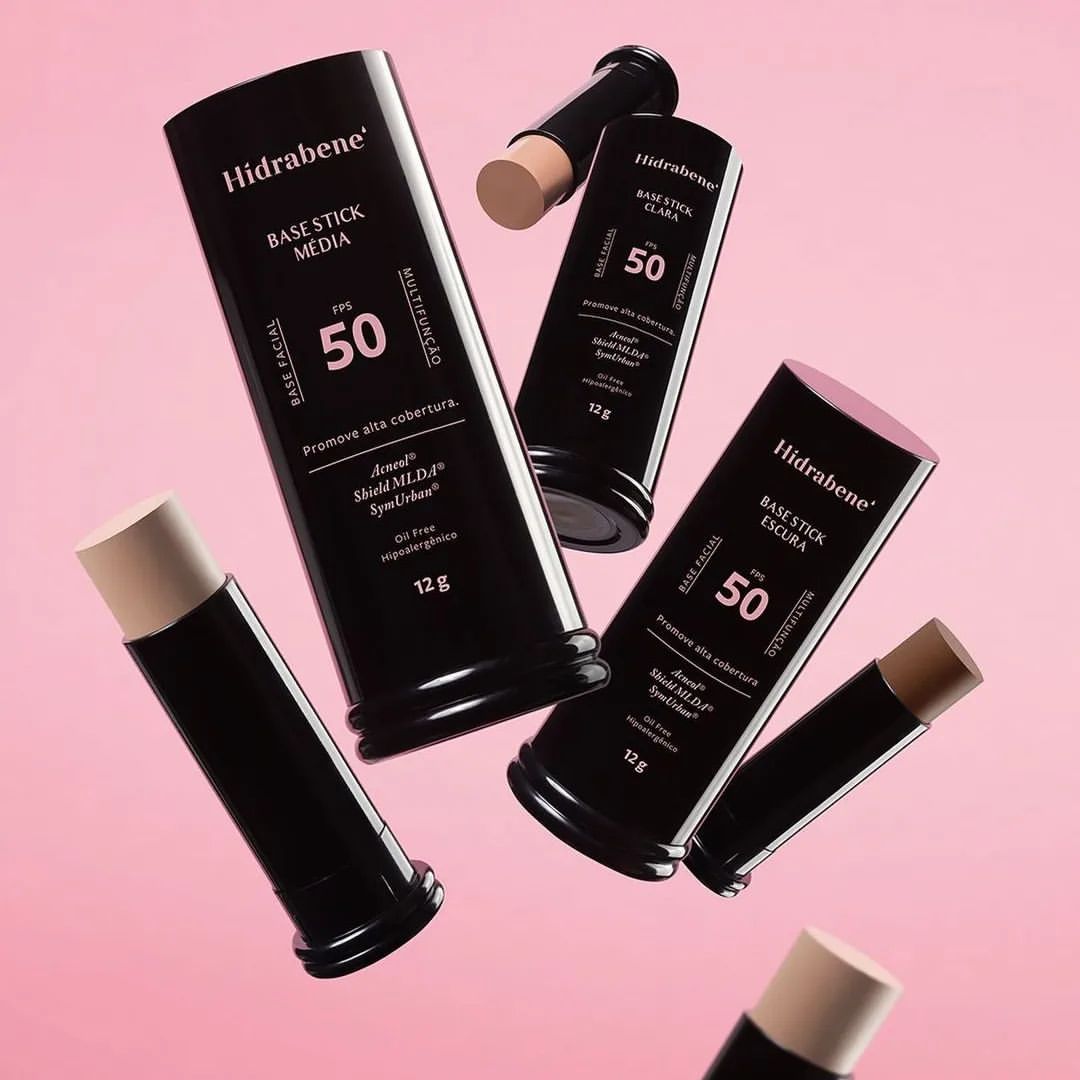 Hidrabene
BASE STICK
MÉDIA
BASE FACIAL
FPS
50
MULTIFUNÇÃO
Promove alta cobertura.
Acneol®
Shield MLDA®
SymUrban®
Oil Free
Hipoalergênico
12 g
Hidrabene
BASE STICK
CLARA
BASE FACIAL
FPS
50
MULTIFUNÇÃO
Promove alta cobertura.
Acneol®
Shield MLDA®
SymUrban®
Oil Free
Hipoalergênico
12 g
Hidrabene
BASE STICK
ESCURA
BASE FACIAL
FPS
50
MULTIFUNÇÃO
Promove alta cobertura
Acneol®
Shield MLDA®
SymUrban®
Oil Free
Hipoalergênico
12 g